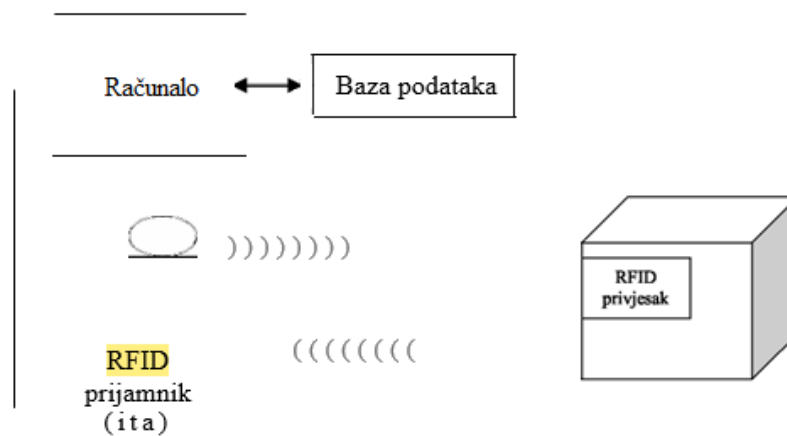 Računalo
Baza podataka
RFID
privjesak
RFID
prijamnik
(ita)